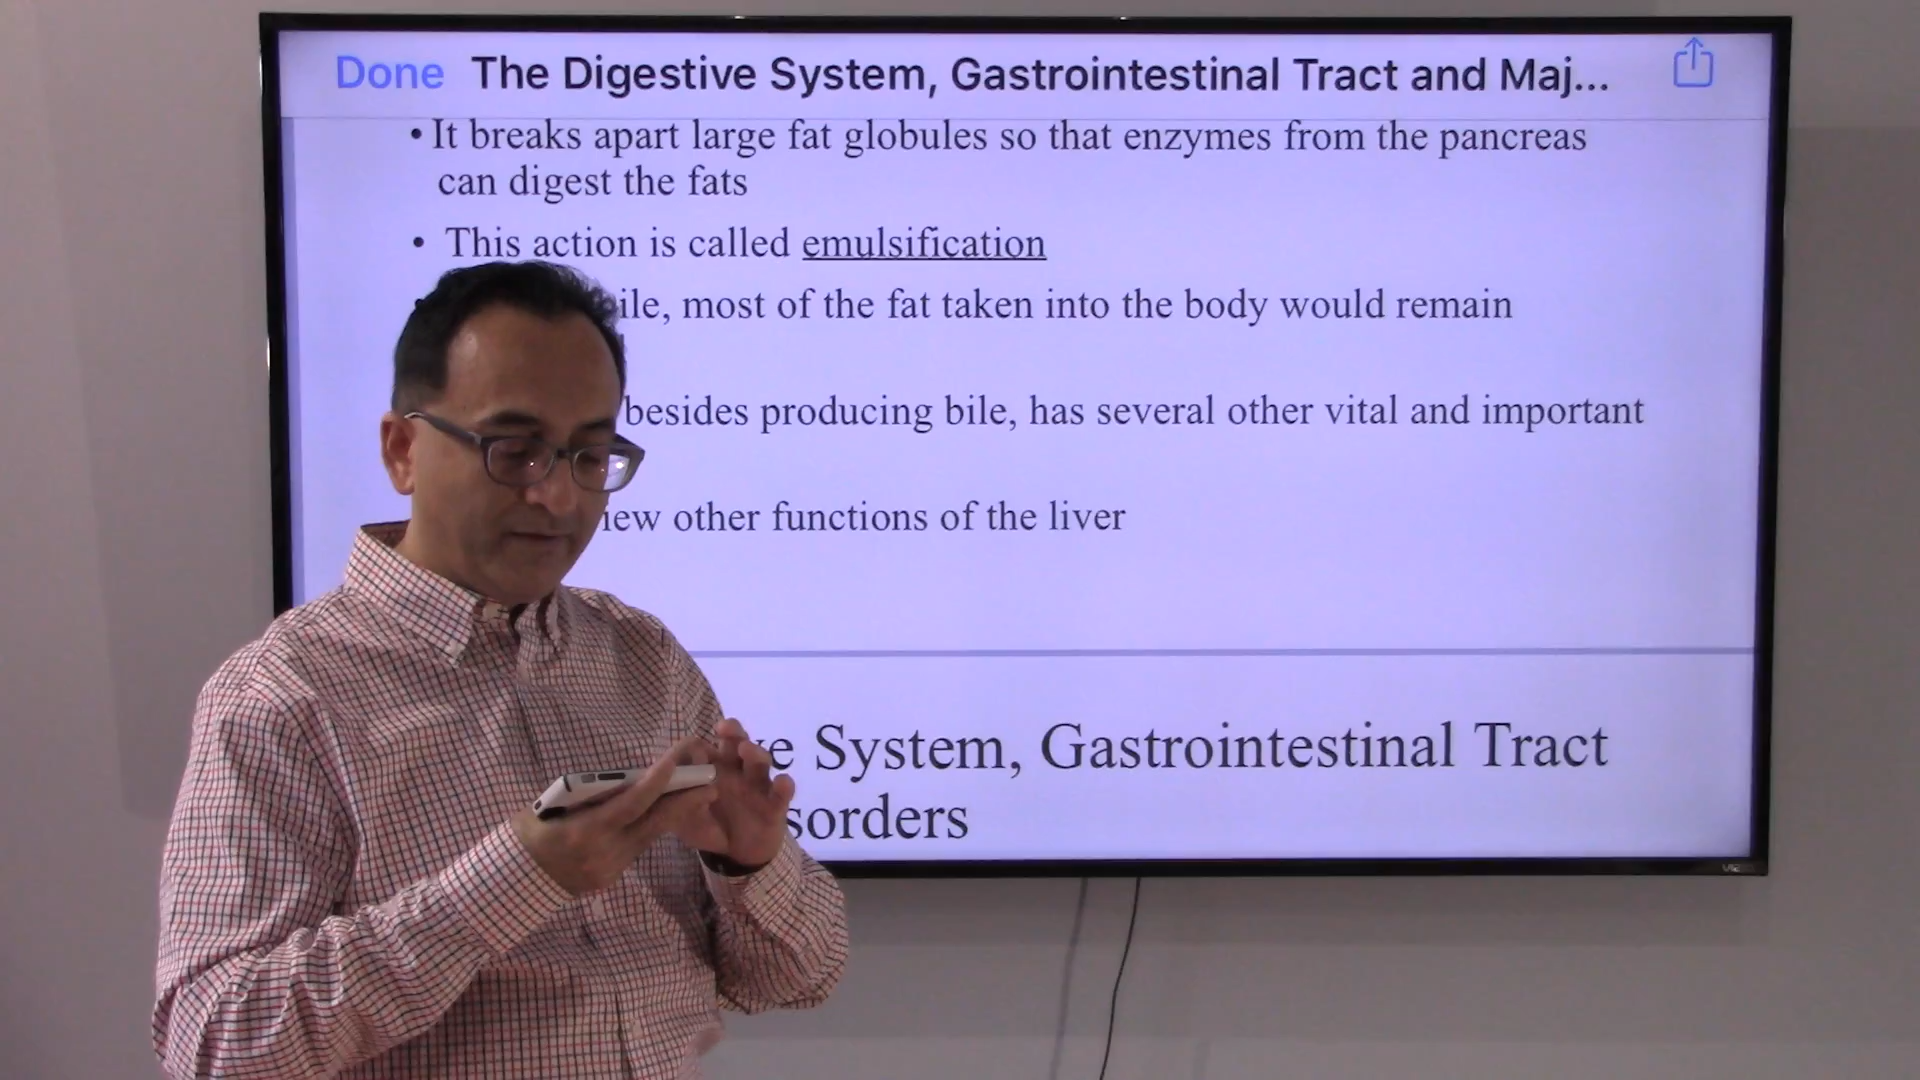 Done The Digestive System, Gastrointestinal Tract and Maj...
• It breaks apart large fat globules so that enzymes from the pancreas
can digest the fats
• This action is called emulsification
ile, most of the fat taken into the body would remain
besides producing bile, has several other vital and important
iew other functions of the liver
e System, Gastrointestinal Tract
sorders